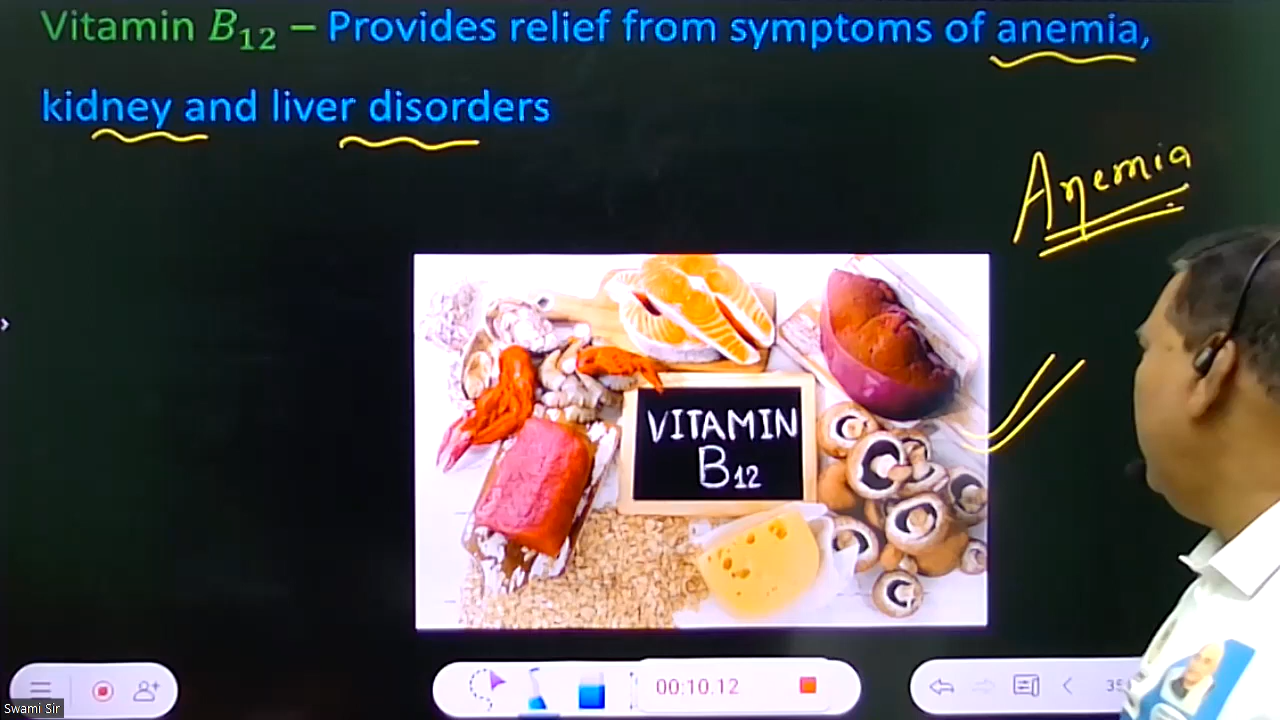 Vitamin B₁₂ – Provides relief from symptoms of anemia,
kidney and liver disorders
Anemia
VITAMIN
B₁₂
00:10.12
35
Swami Sir